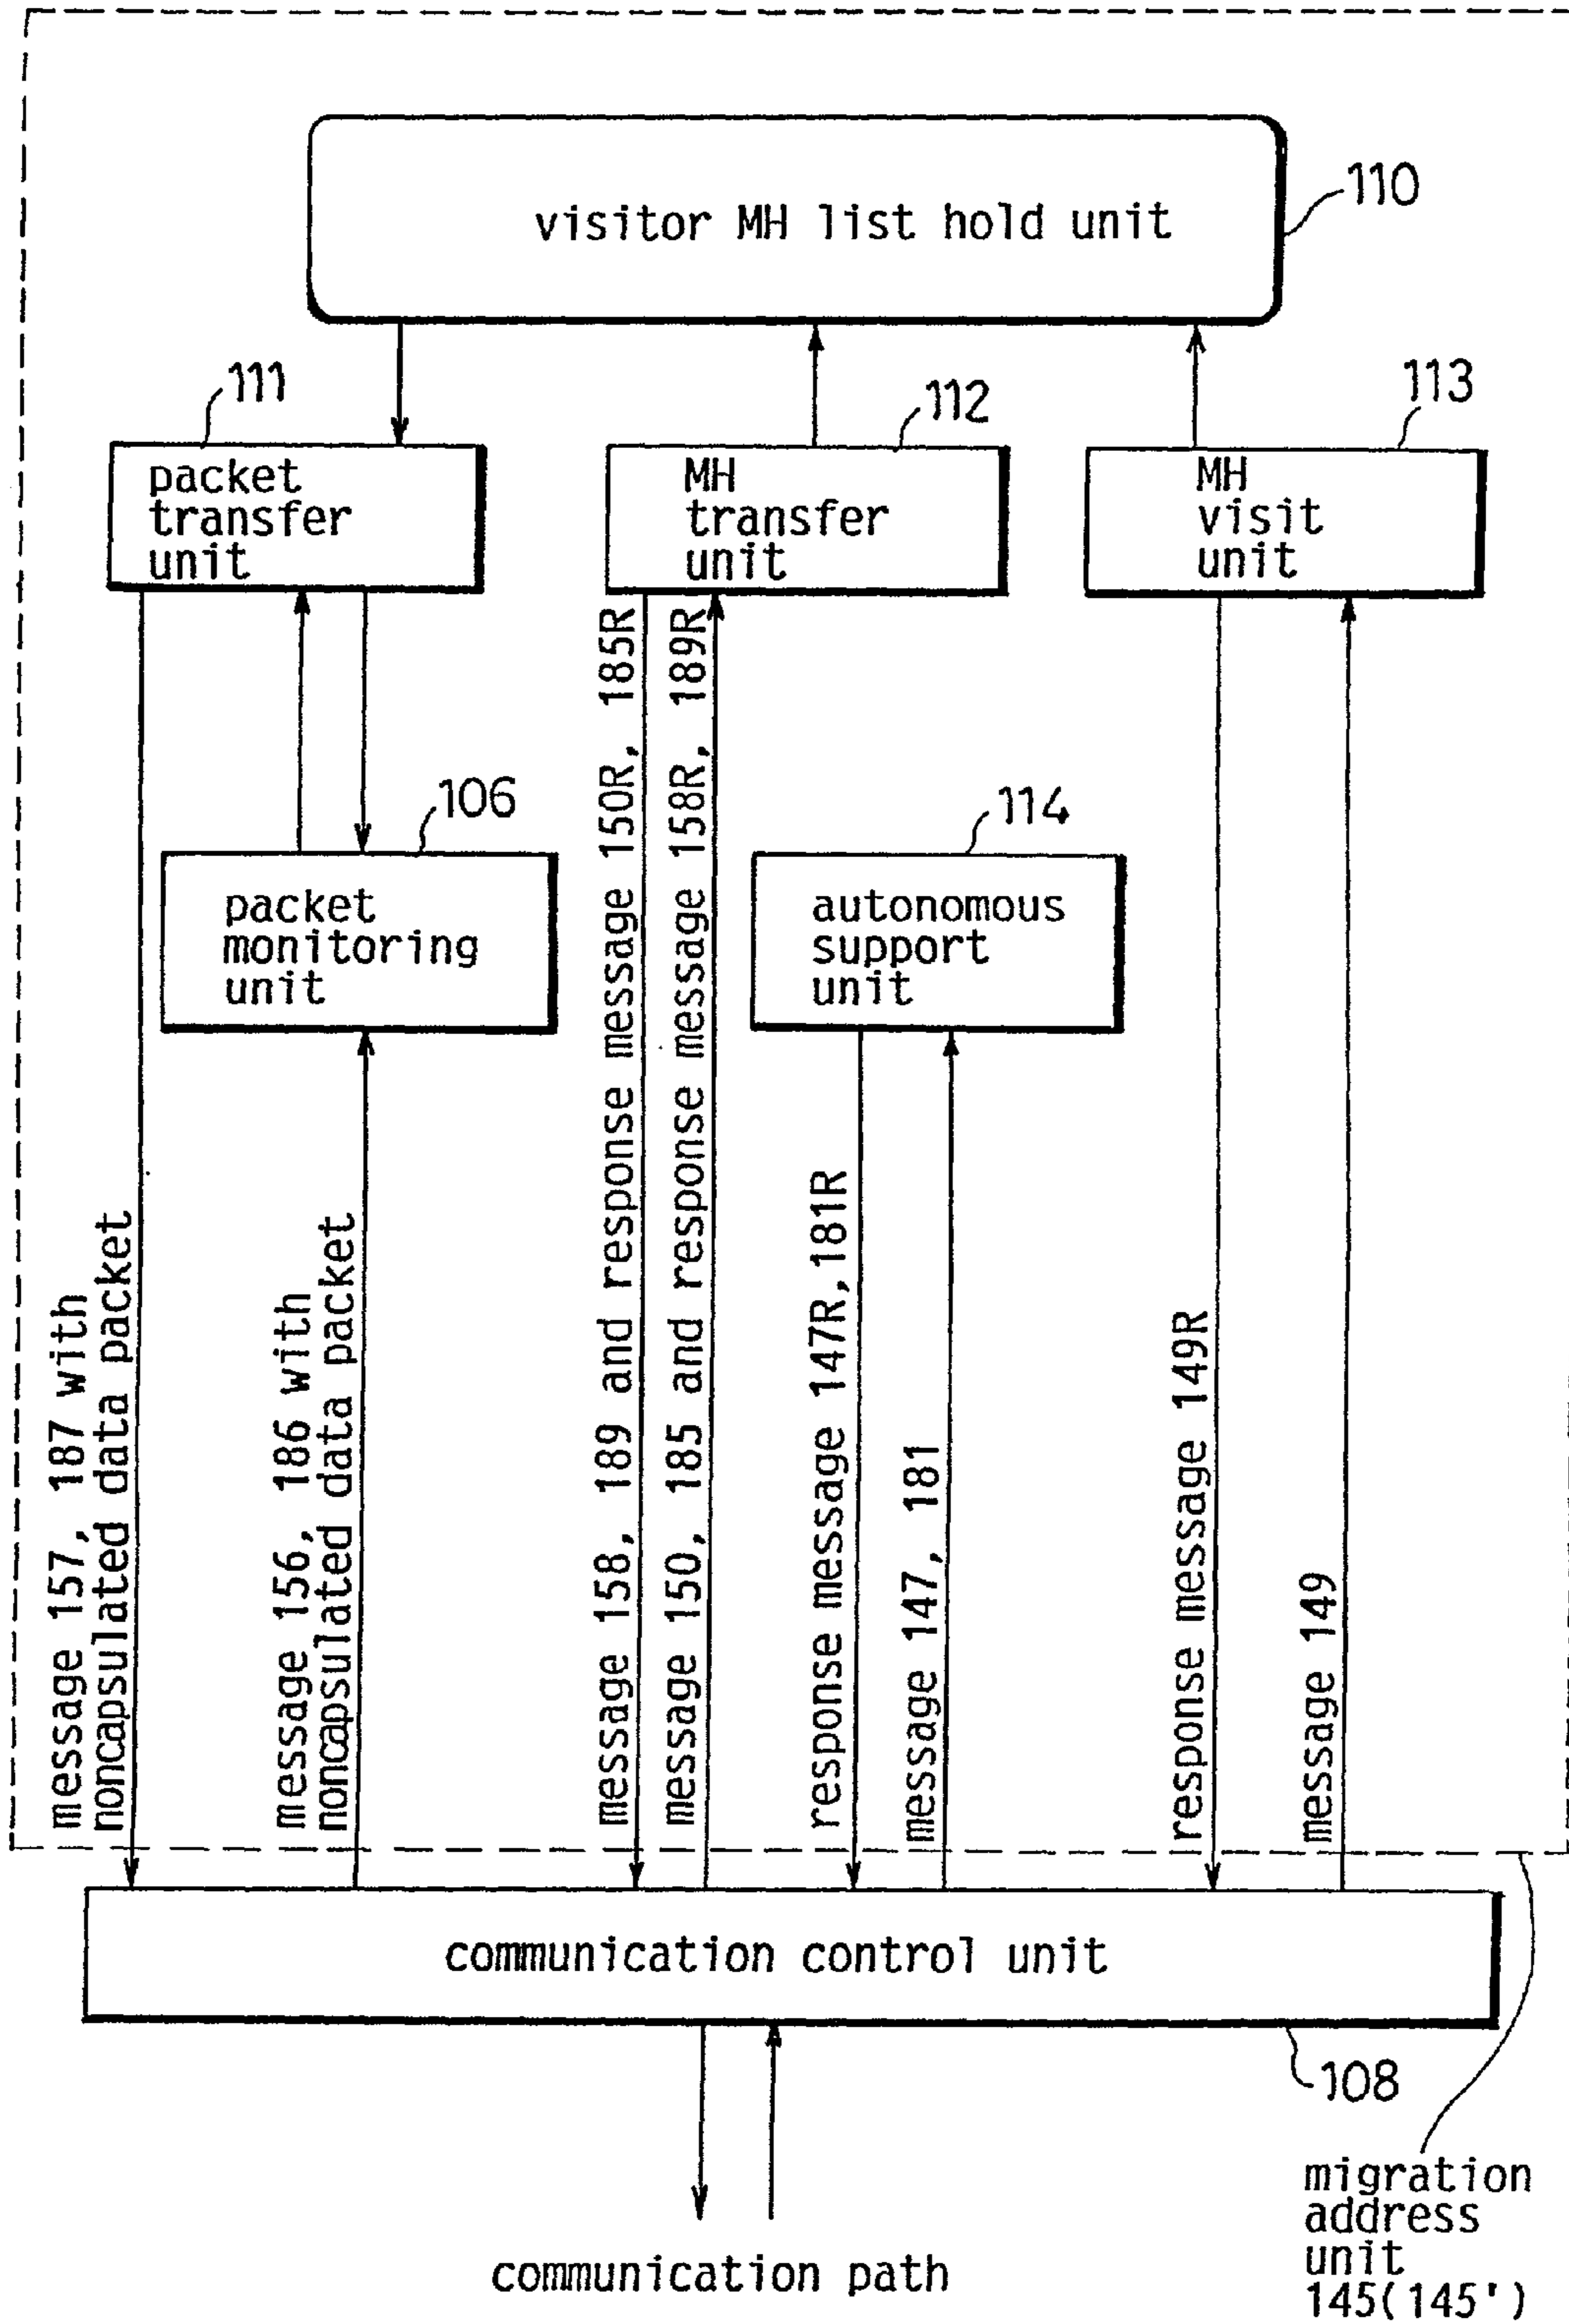 visitor MH list hold unit
110
111
112
113
packet
transfer
unit
MH
transfer
unit
MH
visit
unit
106
114
packet
monitoring
unit
autonomous
support
unit
message 157, 187 with
noncapsulated data packet
message 156, 186 with
noncapsulated data packet
message 158, 189 and response message 150R, 185R
message 150, 185 and response message 158R, 189R
response message 147R,181R
message 147, 181
response message 149R
message 149
communication control unit
108
communication path
migration
address
unit
145(145')